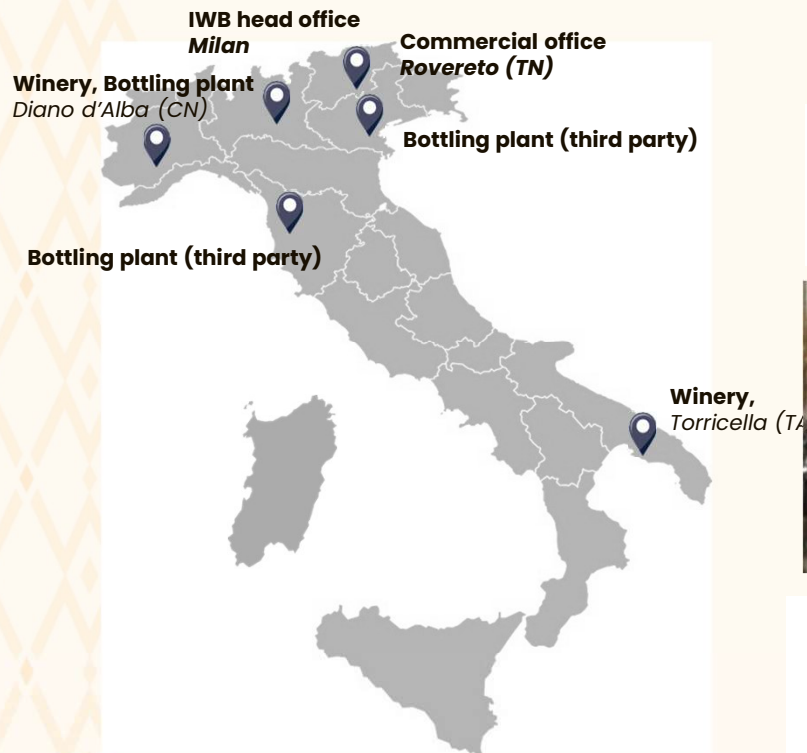 IWB head office
Milan
Commercial office
Rovereto (TN)
Winery, Bottling plant
Diano d’Alba (CN)
Bottling plant (third party)
Bottling plant (third party)
Winery,
Torricella (TA